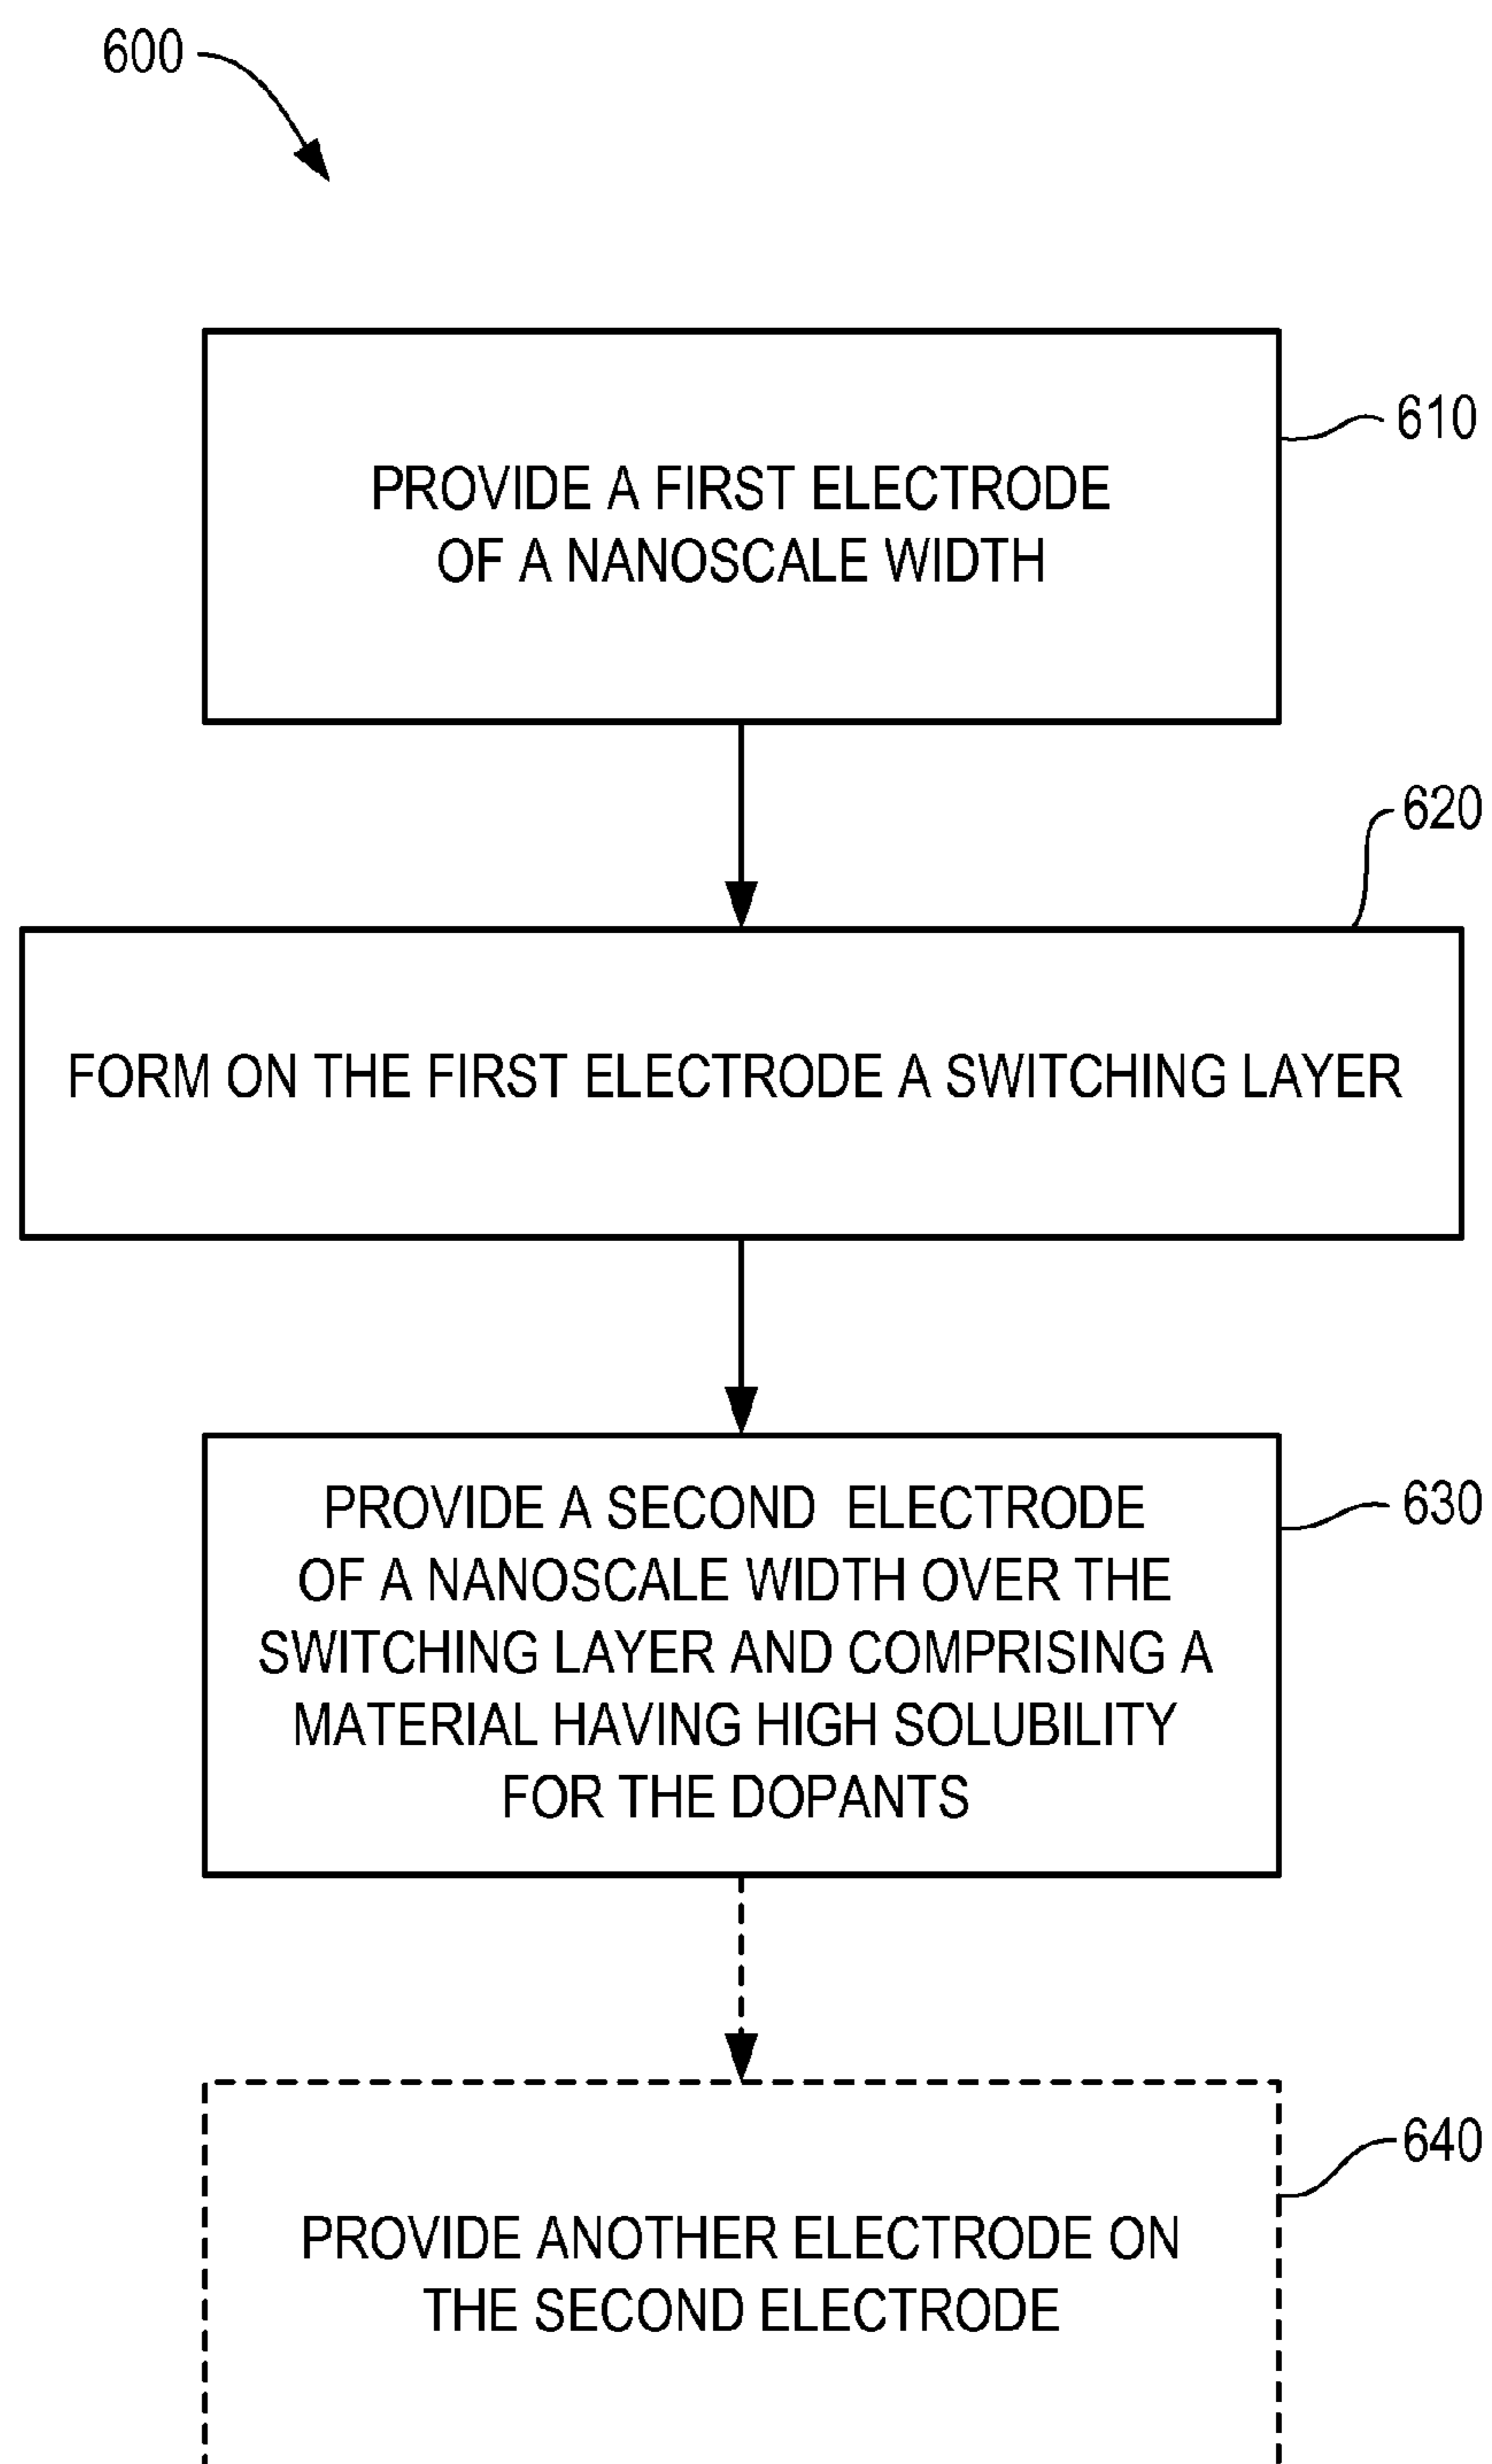 600
610
PROVIDE A FIRST ELECTRODE
OF A NANOSCALE WIDTH
620
FORM ON THE FIRST ELECTRODE A SWITCHING LAYER
630
PROVIDE A SECOND ELECTRODE
OF A NANOSCALE WIDTH OVER THE
SWITCHING LAYER AND COMPRISING A
MATERIAL HAVING HIGH SOLUBILITY
FOR THE DOPANTS
640
PROVIDE ANOTHER ELECTRODE ON
THE SECOND ELECTRODE